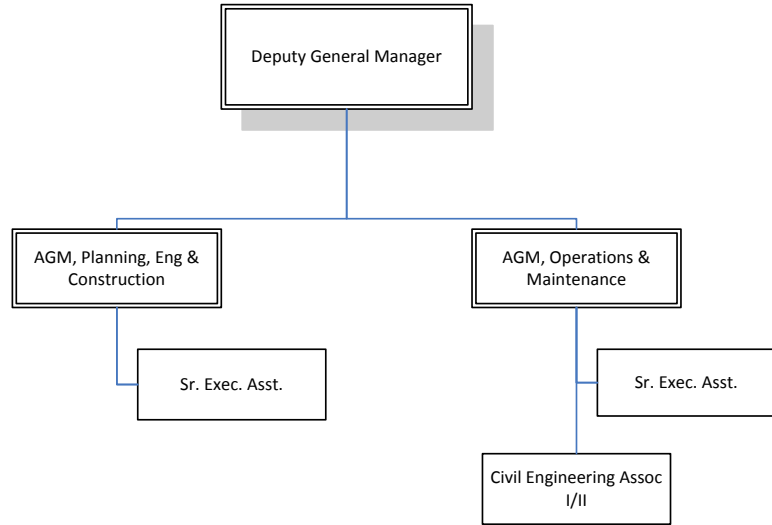 Deputy General Manager
AGM, Planning, Eng &
Construction
AGM, Operations &
Maintenance
Sr. Exec. Asst.
Sr. Exec. Asst.
Civil Engineering Assoc
I/II